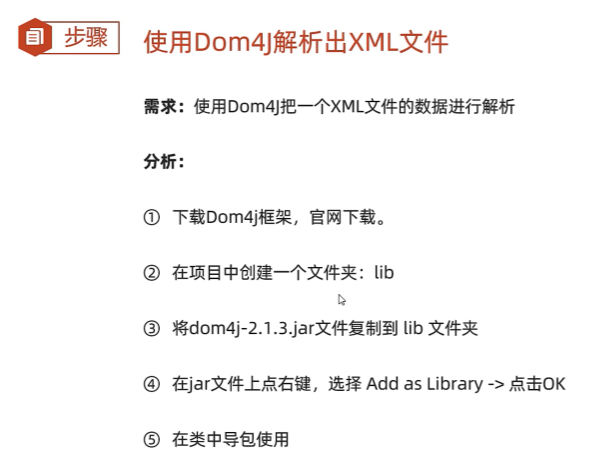 步骤
使用Dom4J解析出XML文件
需求：使用Dom4J把一个XML文件的数据进行解析
分析：
① 下载Dom4j框架，官网下载。
② 在项目中创建一个文件夹：lib
③ 将dom4j-2.1.3.jar文件复制到 lib 文件夹
④ 在jar文件上点右键，选择 Add as Library -> 点击OK
⑤ 在类中导包使用